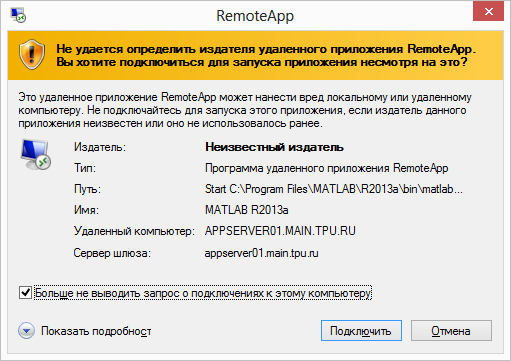 RemoteApp
Не удается определить издателя удаленного приложения RemoteApp.
Вы хотите подключиться для запуска приложения несмотря на это?
Это удаленное приложение RemoteApp может нанести вред локальному или удаленному
компьютеру. Не подключайтесь для запуска этого приложения, если издатель данного
приложения неизвестен или оно не использовалось ранее.
Издатель: Неизвестный издатель
Тип: Программа удаленного приложения RemoteApp
Путь: Start C:\Program Files\MATLAB\R2013a\bin\matlab...
Имя: MATLAB R2013a
Удаленный компьютер: APPSERVER01.MAIN.TPU.RU
Сервер шлюза: appserver01.main.tpu.ru
Больше не выводить запрос о подключениях к этому компьютеру
Показать подробност Подключить Отмена